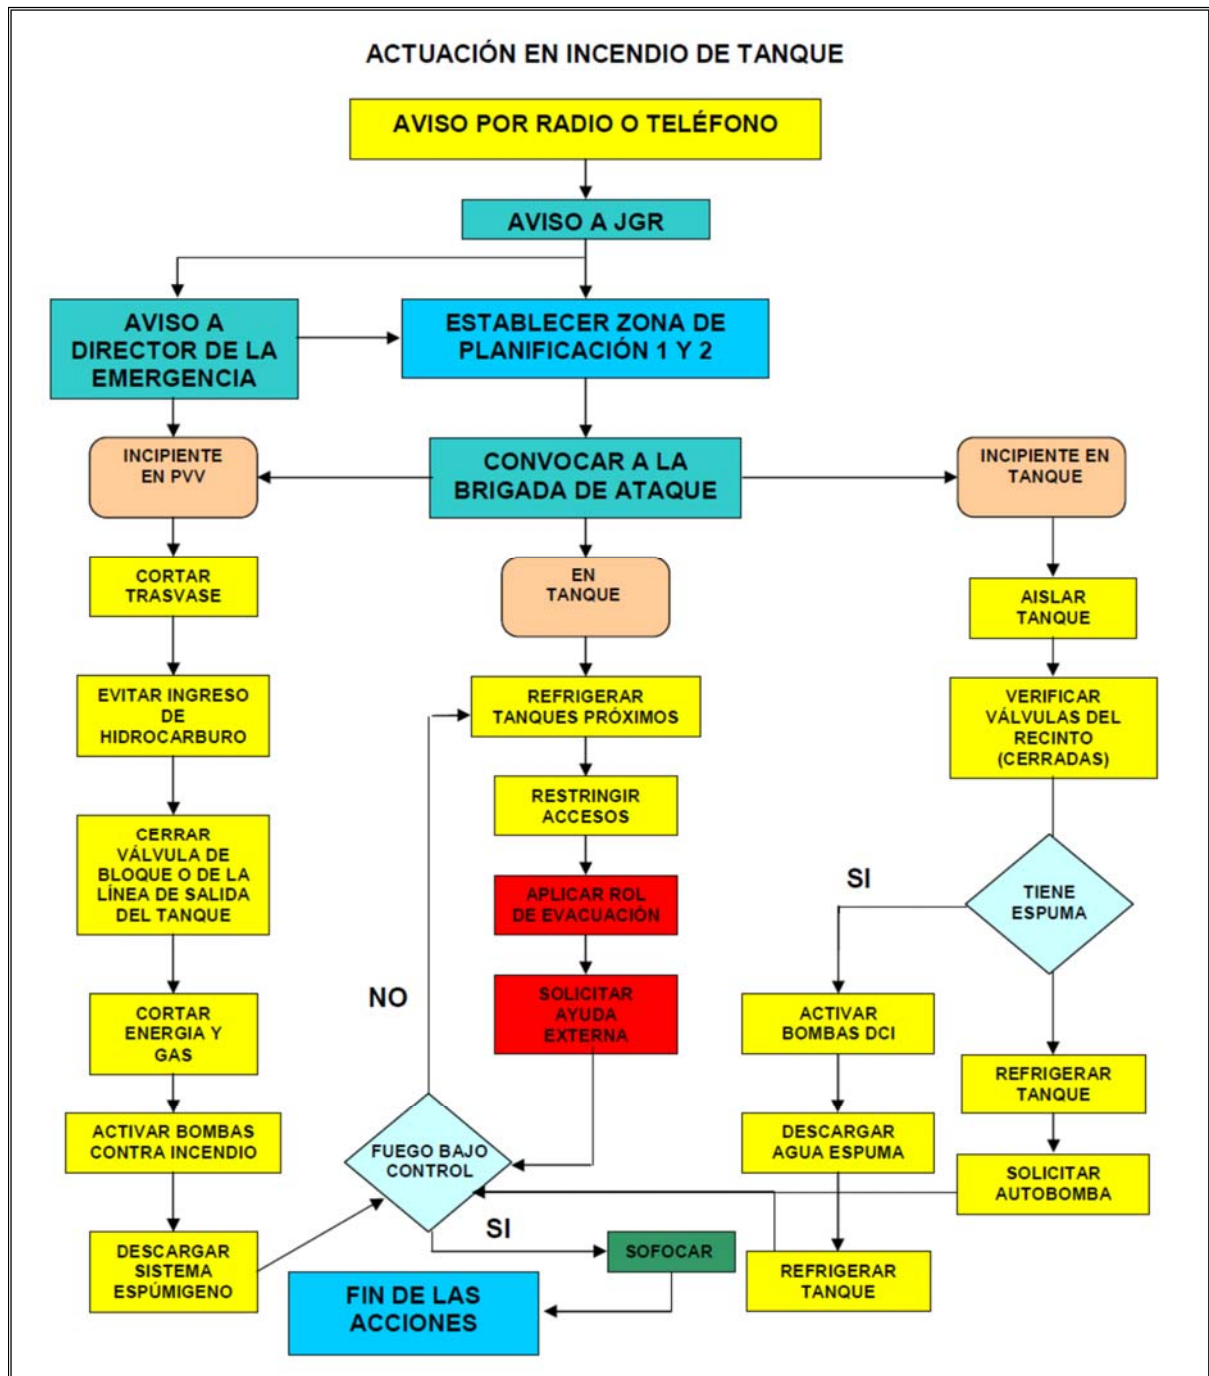 ACTUACIÓN EN INCENDIO DE TANQUE
AVISO POR RADIO O TELÉFONO
AVISO A JGR
AVISO A
DIRECTOR DE LA
EMERGENCIA
ESTABLECER ZONA DE
PLANIFICACIÓN 1 Y 2
INCIPIENTE
EN PVV
CONVOCAR A LA
BRIGADA DE ATAQUE
INCIPIENTE EN
TANQUE
CORTAR
TRASVASE
EVITAR INGRESO
DE
HIDROCARBURO
CERRAR
VÁLVULA DE
BLOQUE O DE LA
LÍNEA DE SALIDA
DEL TANQUE
CORTAR
ENERGIA Y
GAS
ACTIVAR BOMBAS
CONTRA INCENDIO
DESCARGAR
SISTEMA
ESPÚMIGENO
EN
TANQUE
REFRIGERAR
TANQUES PRÓXIMOS
RESTRINGIR
ACCESOS
APLICAR ROL
DE EVACUACIÓN
SOLICITAR
AYUDA
EXTERNA
NO
FUEGO BAJO
CONTROL
SI
SOFOCAR
FIN DE LAS
ACCIONES
AISLAR
TANQUE
VERIFICAR
VÁLVULAS DEL
RECINTO
(CERRADAS)
TIENE
ESPUMA
SI
ACTIVAR
BOMBAS DCI
DESCARGAR
AGUA ESPUMA
REFRIGERAR
TANQUE
REFRIGERAR
TANQUE
SOLICITAR
AUTOBOMBA